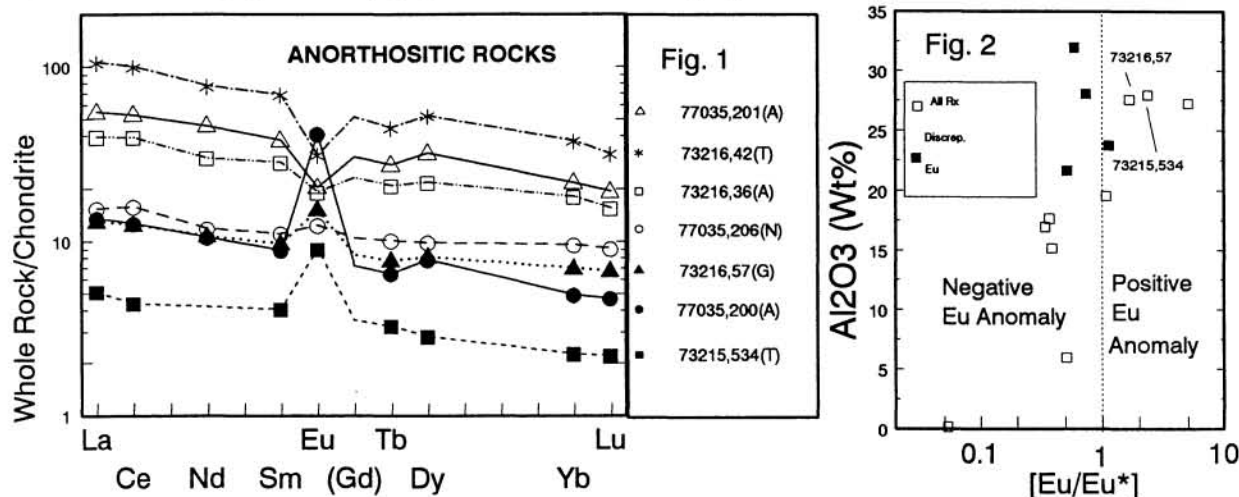 ANORTHOSITIC ROCKS
Whole Rock/Chondrite
100
10
1
La
Ce
Nd
Sm
Eu
(Gd)
Tb
Dy
Yb
Lu
Fig. 1
77035,201(A)
73216,42(T)
73216,36(A)
77035,206(N)
73216,57(G)
77035,200(A)
73215,534(T)
Fig. 2
Al2O3 (Wt%)
35
30
25
20
15
10
5
0
All Rx
Discrep.
Eu
73216,57
73215,534
Negative
Eu Anomaly
Positive
Eu
Anomaly
0.1
1
10
[Eu/Eu*]